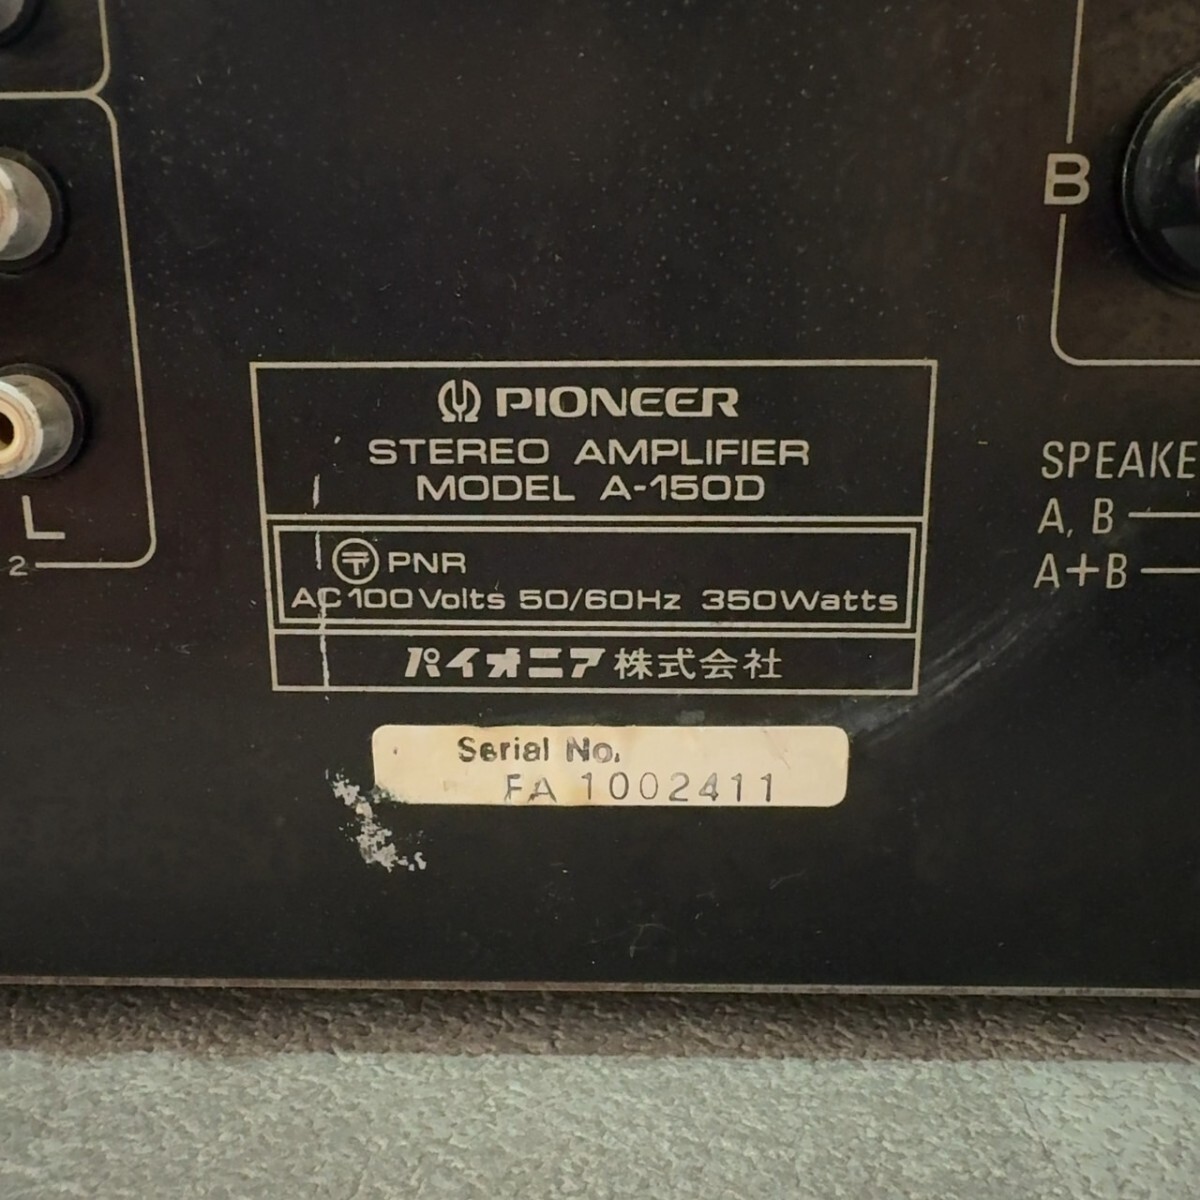 B
PIONEER
STEREO AMPLIFIER
MODEL A-150D
〒 PNR
AC 100 Volts 50/60Hz 350Watts
パイオニア株式会社
Serial No.
FA 1002411
L
2
SPEAKE
A, B
A+B